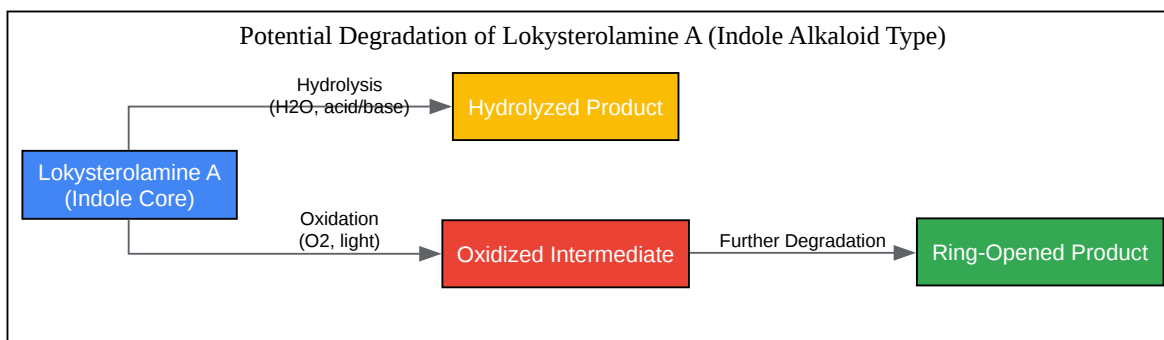 Potential Degradation of Lokysterolamine A (Indole Alkaloid Type)
Hydrolysis
(H2O, acid/base)
Hydrolyzed Product
Lokysterolamine A
(Indole Core)
Oxidation
(O2, light)
Oxidized Intermediate
Further Degradation
Ring-Opened Product